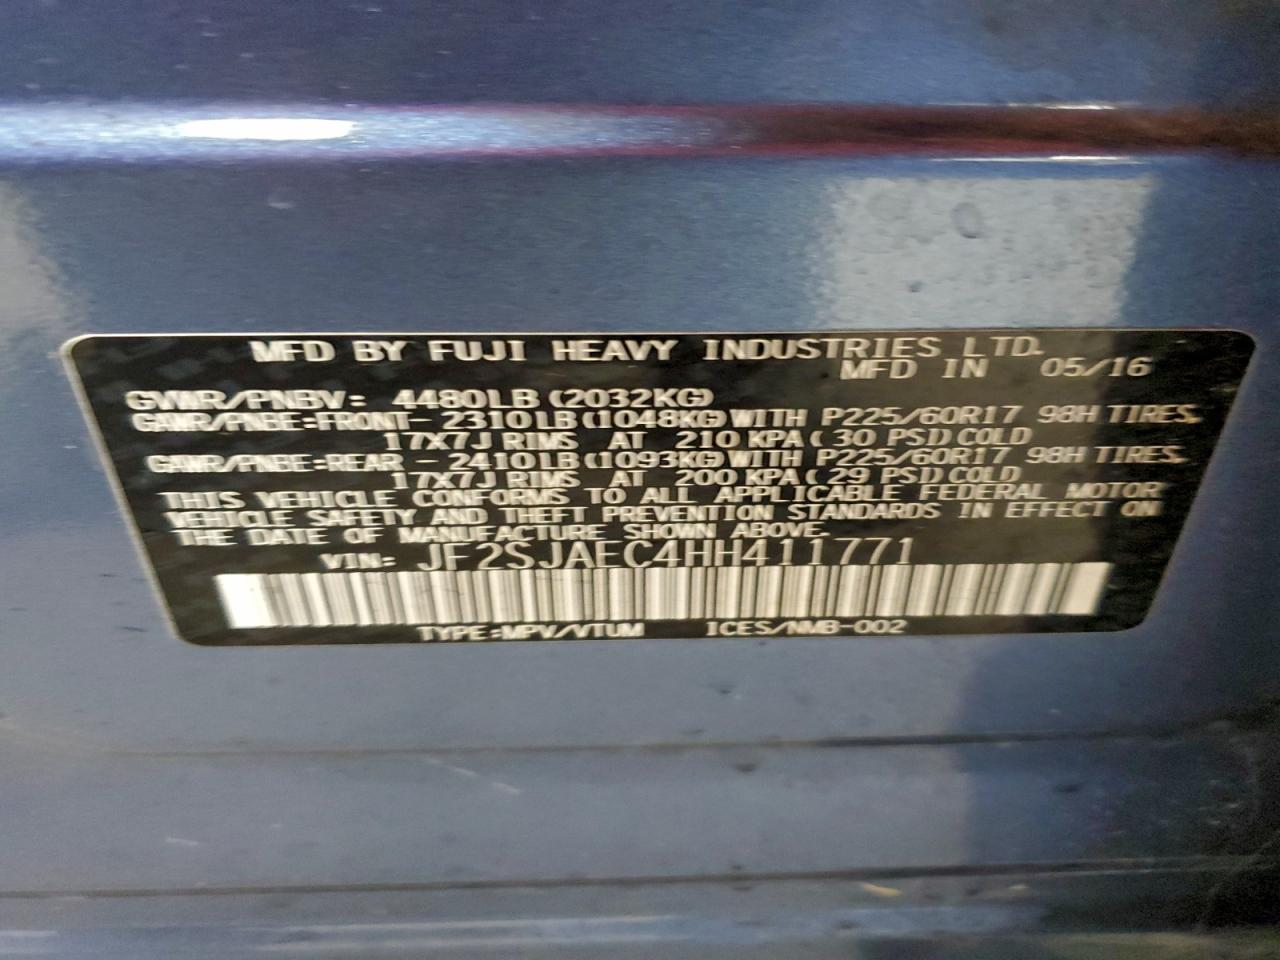 MFD BY FUJI HEAVY INDUSTRIES LTD.
MFD IN 05/16
GVWR/PNBV: 4480LB (2032KG)
GAWR/PNBE:FRONT- 2310LB (1048KG) WITH P225/60R17 98H TIRES,
17X7J RIMS AT 210 KPA ( 30 PSI) COLD
GAWR/PNBE:REAR - 2410LB (1093KG) WITH P225/60R17 98H TIRES,
17X7J RIMS AT 200 KPA ( 29 PSI) COLD
THIS VEHICLE CONFORMS TO ALL APPLICABLE FEDERAL MOTOR
VEHICLE SAFETY AND THEFT PREVENTION STANDARDS IN EFFECT ON
THE DATE OF MANUFACTURE SHOWN ABOVE.
VIN: JF2SJAEC4HH411771
TYPE:MPV/VTUM ICES/NMB-002